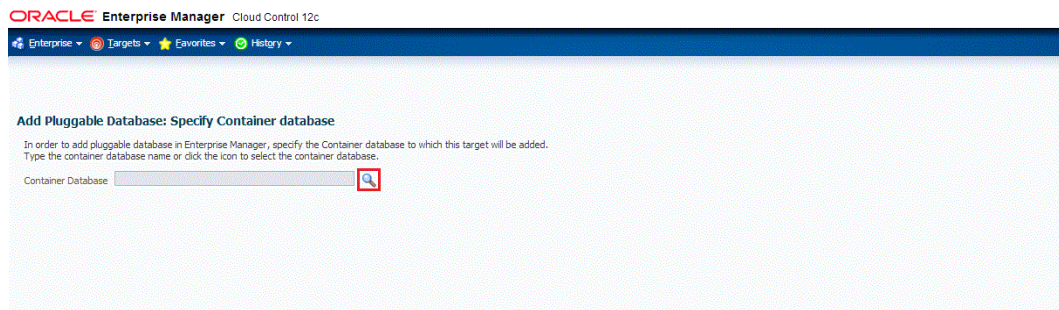 ORACLE Enterprise Manager Cloud Control 12c
Enterprise Targets Favorites History
Add Pluggable Database: Specify Container database
In order to add pluggable database in Enterprise Manager, specify the Container database to which this target will be added.
Type the container database name or click the icon to select the container database.
Container Database